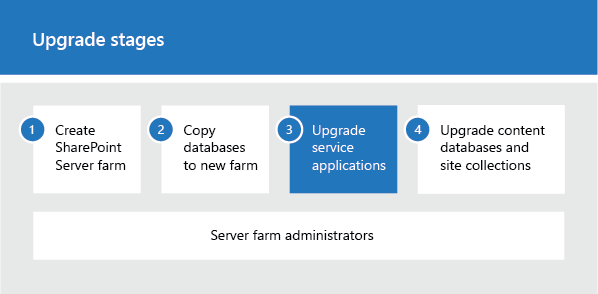 Upgrade stages
1
Create
SharePoint
Server farm
2
Copy
databases
to new farm
3
Upgrade
service
applications
4
Upgrade content
databases and
site collections
Server farm administrators